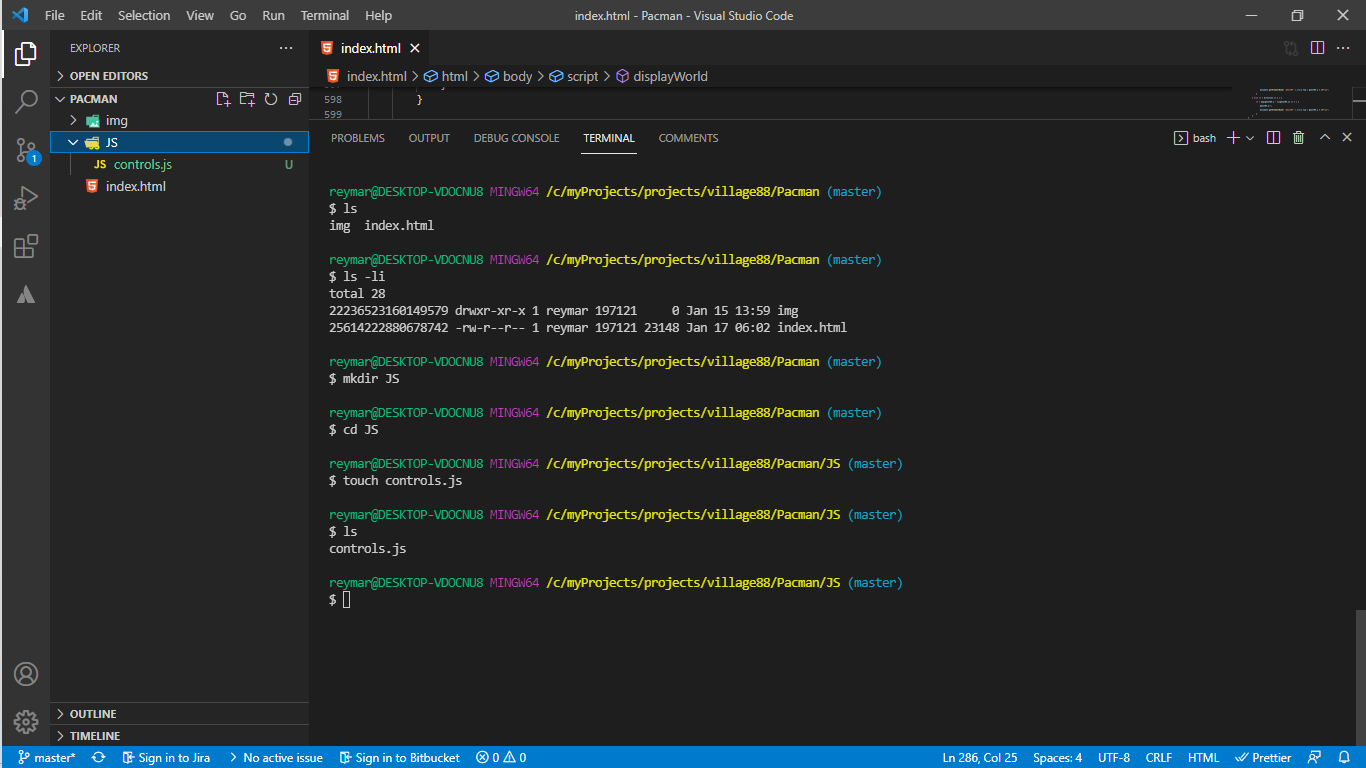 File Edit Selection View Go Run Terminal Help index.html - Pacman - Visual Studio Code
EXPLORER
OPEN EDITORS
PACMAN
img
JS
JS controls.js U
index.html
OUTLINE
TIMELINE
1
index.html
index.html > html > body > script > displayWorld
598 }
599
PROBLEMS OUTPUT DEBUG CONSOLE TERMINAL COMMENTS bash
reymar@DESKTOP-VDOCNU8 MINGW64 /c/myProjects/projects/village88/Pacman (master)
$ ls
img  index.html
reymar@DESKTOP-VDOCNU8 MINGW64 /c/myProjects/projects/village88/Pacman (master)
$ ls -li
total 28
22236523160149579 drwxr-xr-x 1 reymar 197121     0 Jan 15 13:59 img
25614222880678742 -rw-r--r-- 1 reymar 197121 23148 Jan 17 06:02 index.html
reymar@DESKTOP-VDOCNU8 MINGW64 /c/myProjects/projects/village88/Pacman (master)
$ mkdir JS
reymar@DESKTOP-VDOCNU8 MINGW64 /c/myProjects/projects/village88/Pacman (master)
$ cd JS
reymar@DESKTOP-VDOCNU8 MINGW64 /c/myProjects/projects/village88/Pacman/JS (master)
$ touch controls.js
reymar@DESKTOP-VDOCNU8 MINGW64 /c/myProjects/projects/village88/Pacman/JS (master)
$ ls
controls.js
reymar@DESKTOP-VDOCNU8 MINGW64 /c/myProjects/projects/village88/Pacman/JS (master)
$
master* Sign in to Jira No active issue Sign in to Bitbucket 0 0 Ln 286, Col 25 Spaces: 4 UTF-8 CRLF HTML Prettier